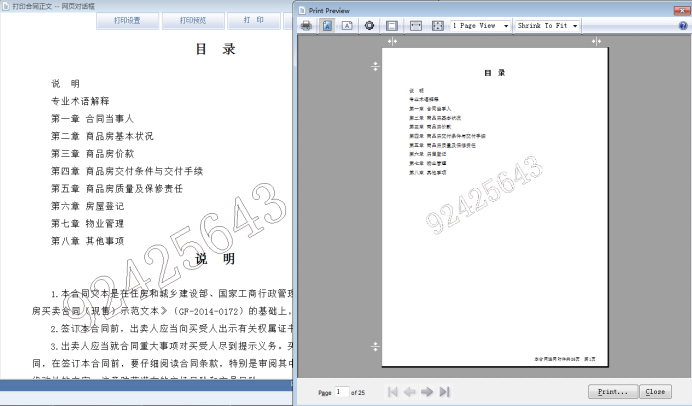 打印合同正文 -- 网页对话框
打印设置
打印预览
打 印
目 录
说 明
专业术语解释
第一章 合同当事人
第二章 商品房基本状况
第三章 商品房价款
第四章 商品房交付条件与交付手续
第五章 商品房质量及保修责任
第六章 房屋登记
第七章 物业管理
第八章 其他事项
92425643
说 明
1.本合同文本是在住房和城乡建设部、国家工商行政管理
房买卖合同（现售）示范文本》（GF-2014-0172）的基础上，
2.签订本合同前，出卖人应当向买受人出示有关权属证书
3.出卖人应当就合同重大事项对买受人尽到提示义务。买
同，在签订本合同前，要仔细阅读合同条款，特别是审阅其中
Print Preview
1 Page View
Shrink To Fit
目 录
说 明
专业术语解释
第一章 合同当事人
第二章 商品房基本状况
第三章 商品房价款
第四章 商品房交付条件与交付手续
第五章 商品房质量及保修责任
第六章 房屋登记
第七章 物业管理
第八章 其他事项
92425643
Page 1 of 25
Print...
Close